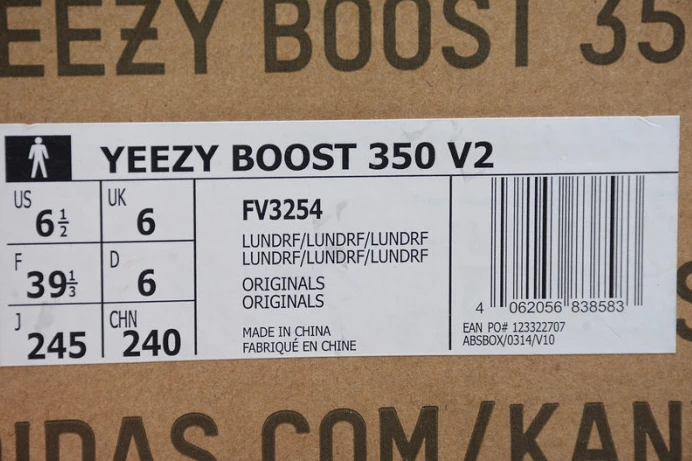 EEZY BOOST 35
YEEZY BOOST 350 V2
US 6 1/2
UK 6
F 39 1/3
D 6
J 245
CHN 240
FV3254
LUNDRF/LUNDRF/LUNDRF
LUNDRF/LUNDRF/LUNDRF
ORIGINALS
ORIGINALS
MADE IN CHINA
FABRIQUÉ EN CHINE
4 062056 838583
EAN PO# 123322707
ABSBOX/0314/V10
S
IDAS COM/KAN